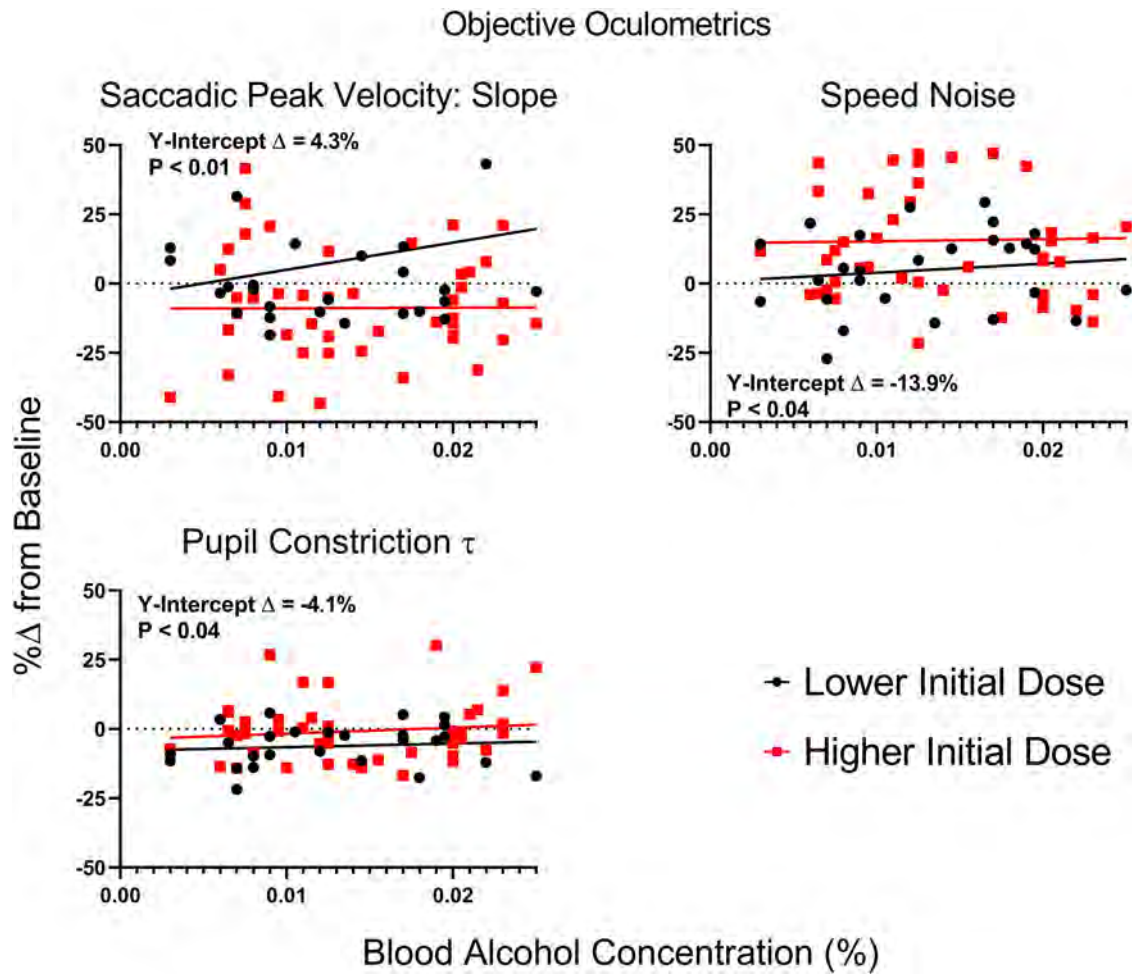 Objective Oculometrics
Saccadic Peak Velocity: Slope
Y-Intercept Δ = 4.3%
P < 0.01
50
25
0
-25
-50
0.00
0.01
0.02
Speed Noise
50
25
0
-25
-50
Y-Intercept Δ = -13.9%
P < 0.04
0.00
0.01
0.02
%Δ from Baseline
Pupil Constriction τ
Y-Intercept Δ = -4.1%
P < 0.04
50
25
0
-25
-50
0.00
0.01
0.02
Lower Initial Dose
Higher Initial Dose
Blood Alcohol Concentration (%)